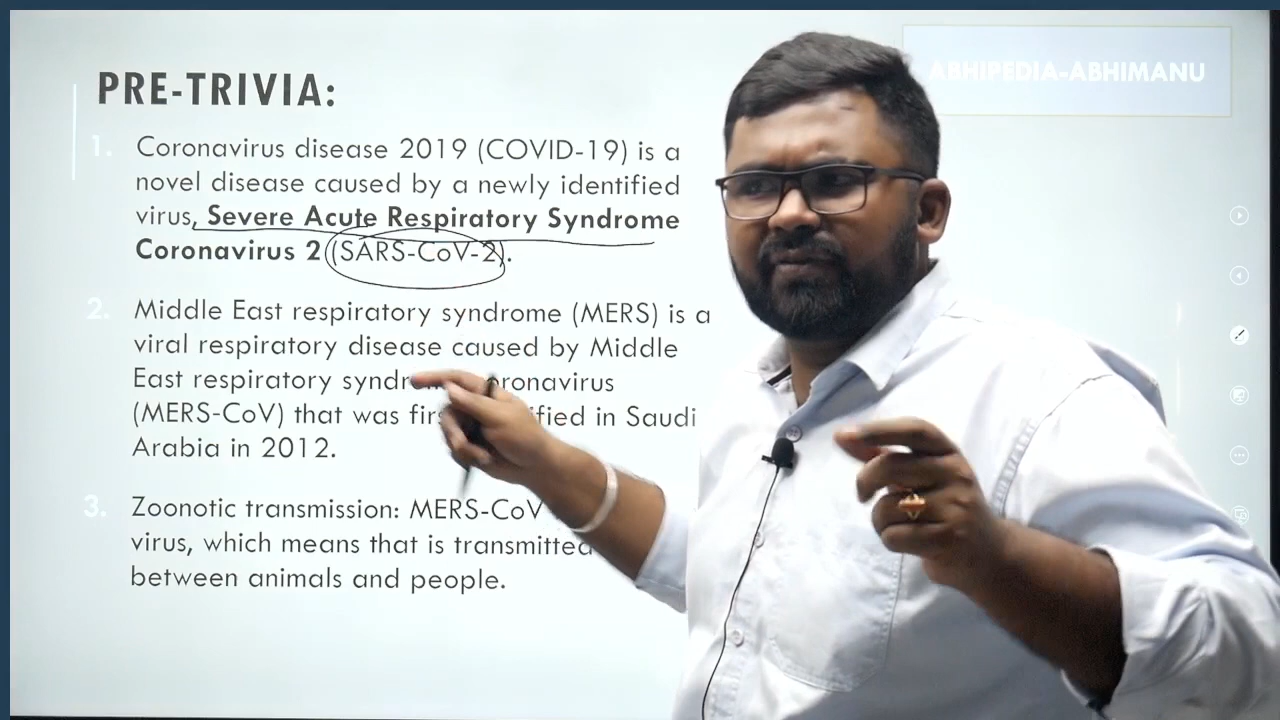 PRE-TRIVIA:
ABHIPEDIA-ABHIMANU
1. Coronavirus disease 2019 (COVID-19) is a
novel disease caused by a newly identified
virus, Severe Acute Respiratory Syndrome
Coronavirus 2 (SARS-CoV-2).
2. Middle East respiratory syndrome (MERS) is a
viral respiratory disease caused by Middle
East respiratory
(MERS-CoV) that was in Saudi
Arabia in 2012.
3. Zoonotic transmission: MERS-CoV
virus, which means that is transmitted
between animals and people.